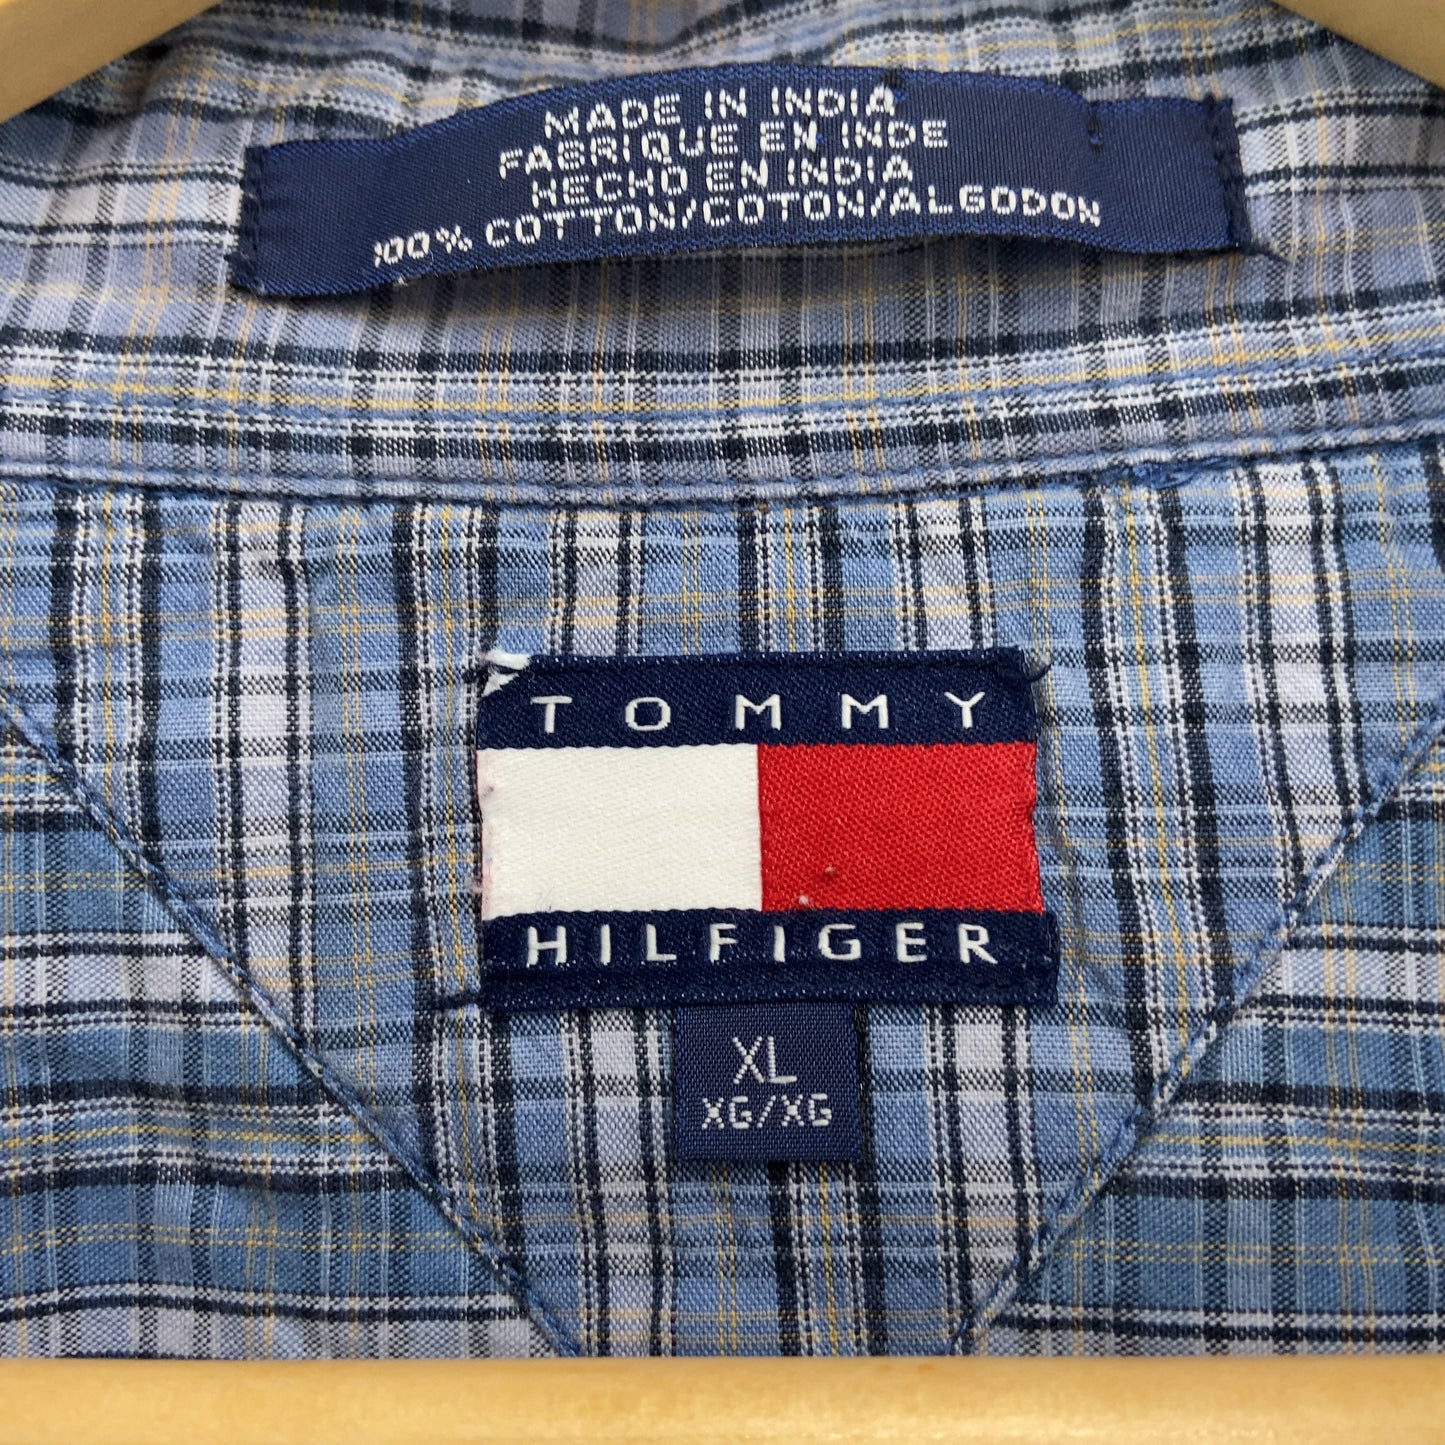 MADE IN INDIA
FABRIQUE EN INDE
HECHO EN INDIA
100% COTTON/COTON/ALGODON
TOMMY
HILFIGER
XL
XG/XG